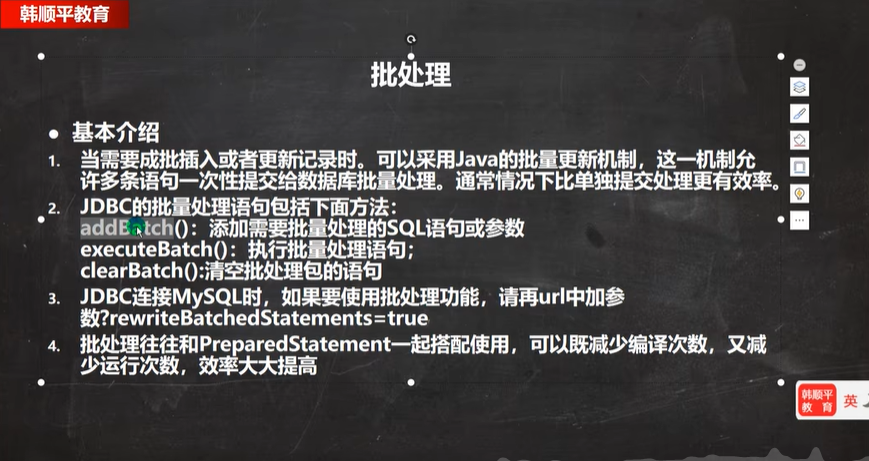 韩顺平教育
批处理
● 基本介绍
1. 当需要成批插入或者更新记录时。可以采用Java的批量更新机制，这一机制允
许多条语句一次性提交给数据库批量处理。通常情况下比单独提交处理更有效率。
2. JDBC的批量处理语句包括下面方法：
addBatch()：添加需要批量处理的SQL语句或参数
executeBatch()：执行批量处理语句；
clearBatch():清空批处理包的语句
3. JDBC连接MySQL时，如果要使用批处理功能，请再url中加参
数?rewriteBatchedStatements=true
4. 批处理往往和PreparedStatement一起搭配使用，可以既减少编译次数，又减
少运行次数，效率大大提高
韩顺平
教育
英